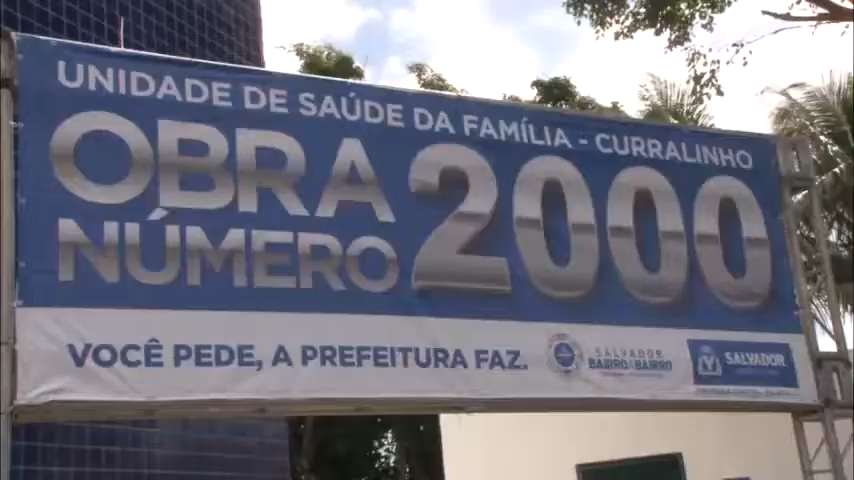 UNIDADE DE SAÚDE DA FAMÍLIA - CURRALINHO
OBRA
NÚMERO
2000
VOCÊ PEDE, A PREFEITURA FAZ.
SALVADOR
BAIRRO A BAIRRO
SALVADOR